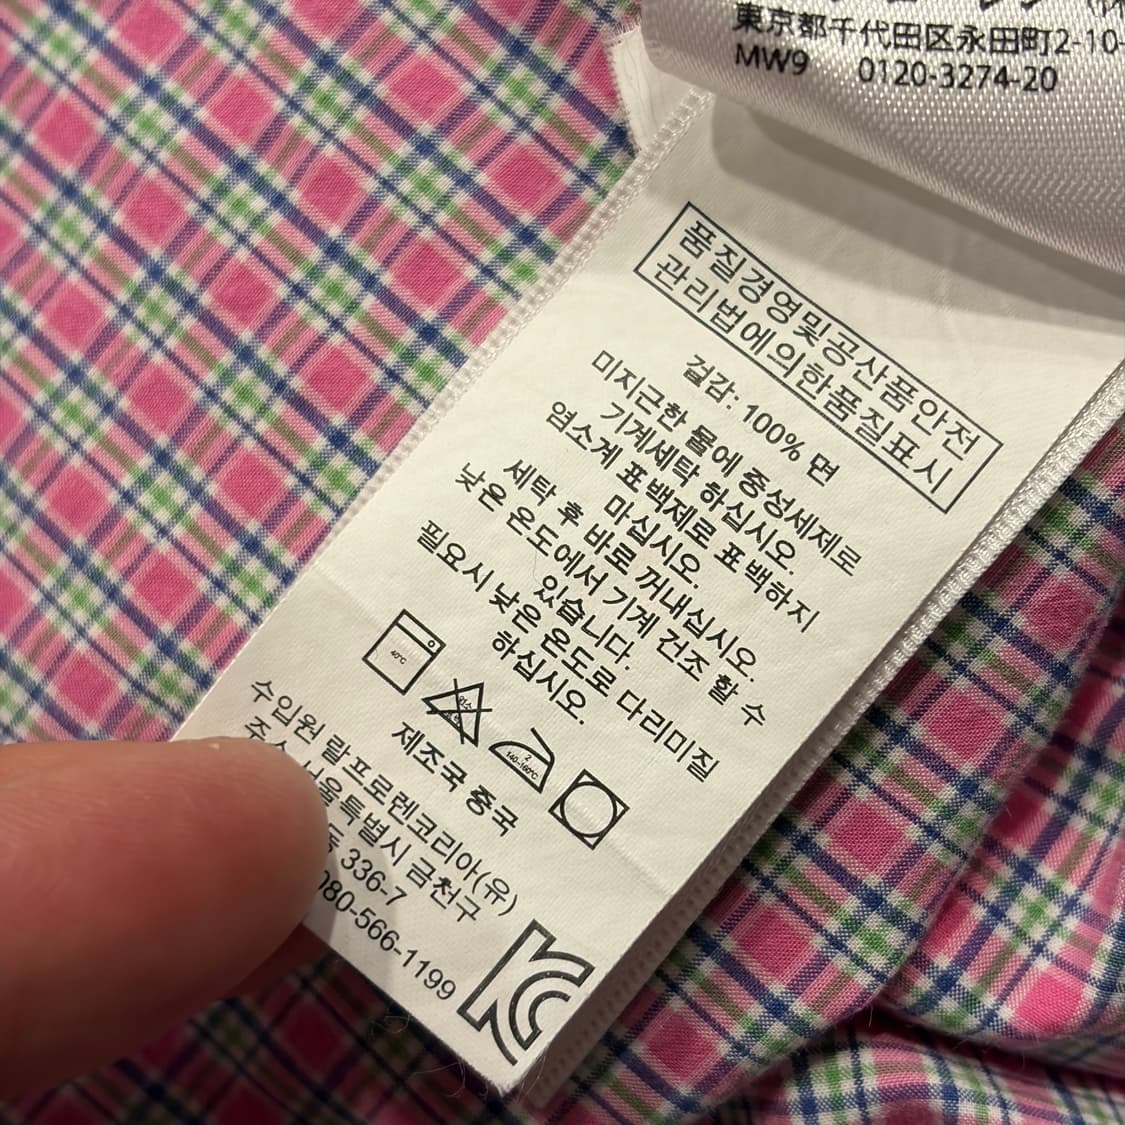 東京都千代田区永田町2-10-
MW9 0120-3274-20
품질경영및공산품안전
관리법에의한품질표시
겉감: 100% 면
미지근한 물에 중성세제로
기계세탁 하십시오.
염소계 표백제로 표백하지
마십시오.
세탁 후 바로 꺼내십시오.
낮은 온도에서 기계 건조 할 수
있습니다.
필요시 낮은 온도로 다리미질
하십시오.
40°C
2
140-160°C
제조국 중국
수입원 랄프로렌코리아(유)
주소 서울특별시 금천구
336-7
080-566-1199
KC